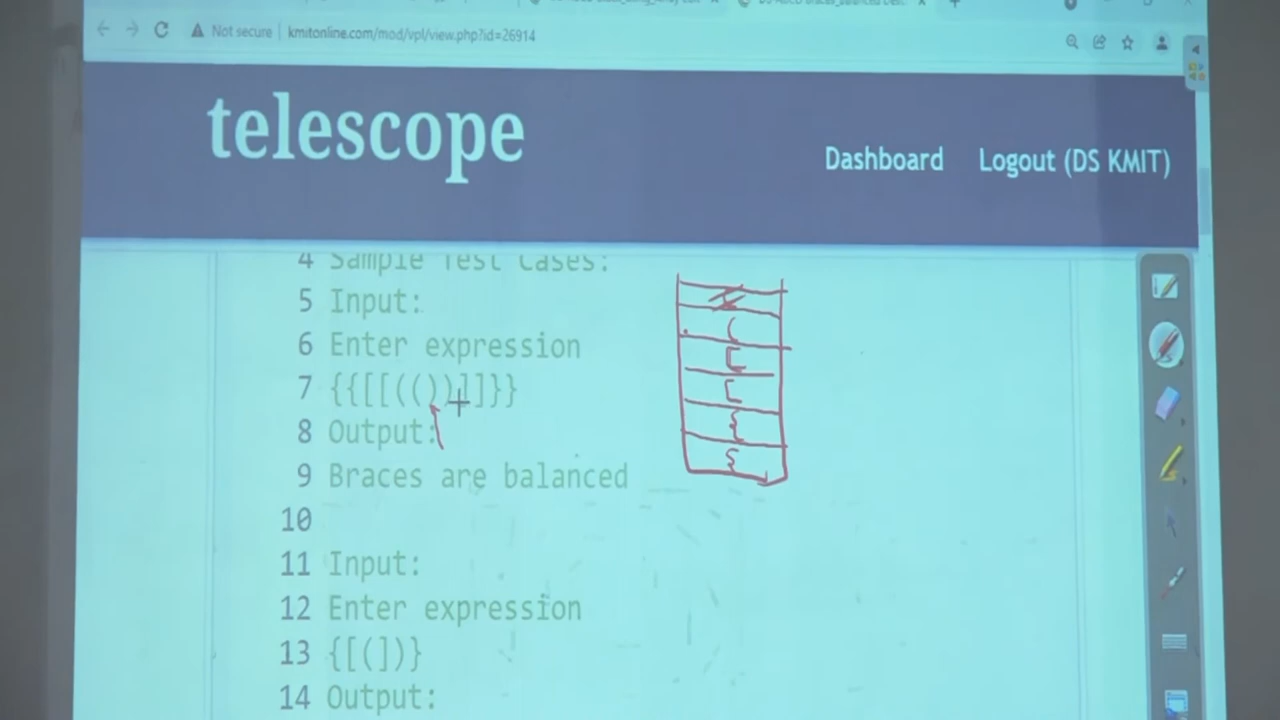 Not secure | kmitonline.com/mod/vpl/view.php?id=26914
telescope
Dashboard Logout (DS KMIT)
4 Sample Test Cases:
5 Input:
6 Enter expression
7 {{[[(())]]}}
8 Output:
9 Braces are balanced
10
11 Input:
12 Enter expression
13 {[(])}
14 Output: